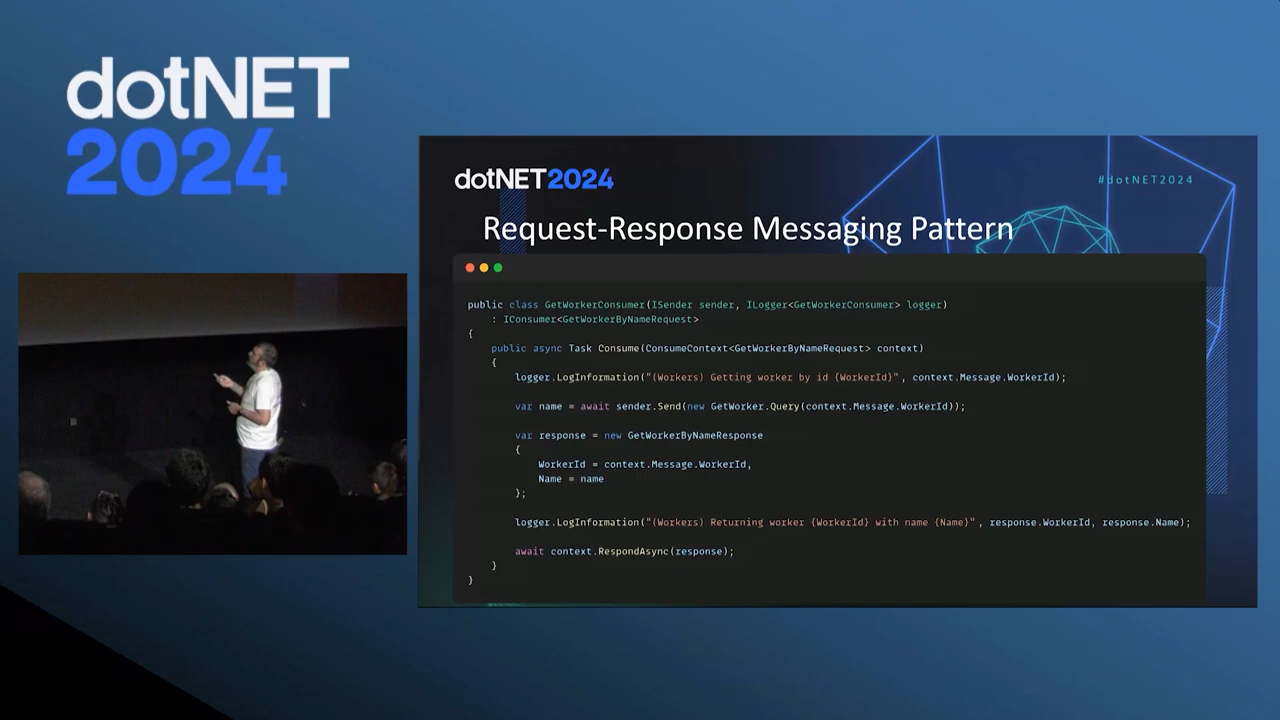 dotNET
2024
dotNET2024
#dotNET2024
Request-Response Messaging Pattern
public class GetWorkerConsumer(ISender sender, ILogger<GetWorkerConsumer> logger)
    : IConsumer<GetWorkerByNameRequest>
{
    public async Task Consume(ConsumeContext<GetWorkerByNameRequest> context)
    {
        logger.LogInformation("(Workers) Getting worker by id {WorkerId}", context.Message.WorkerId);
        var name = await sender.Send(new GetWorker.Query(context.Message.WorkerId));
        var response = new GetWorkerByNameResponse
        {
            WorkerId = context.Message.WorkerId,
            Name = name
        };
        logger.LogInformation("(Workers) Returning worker {WorkerId} with name {Name}", response.WorkerId, response.Name);
        await context.RespondAsync(response);
    }
}